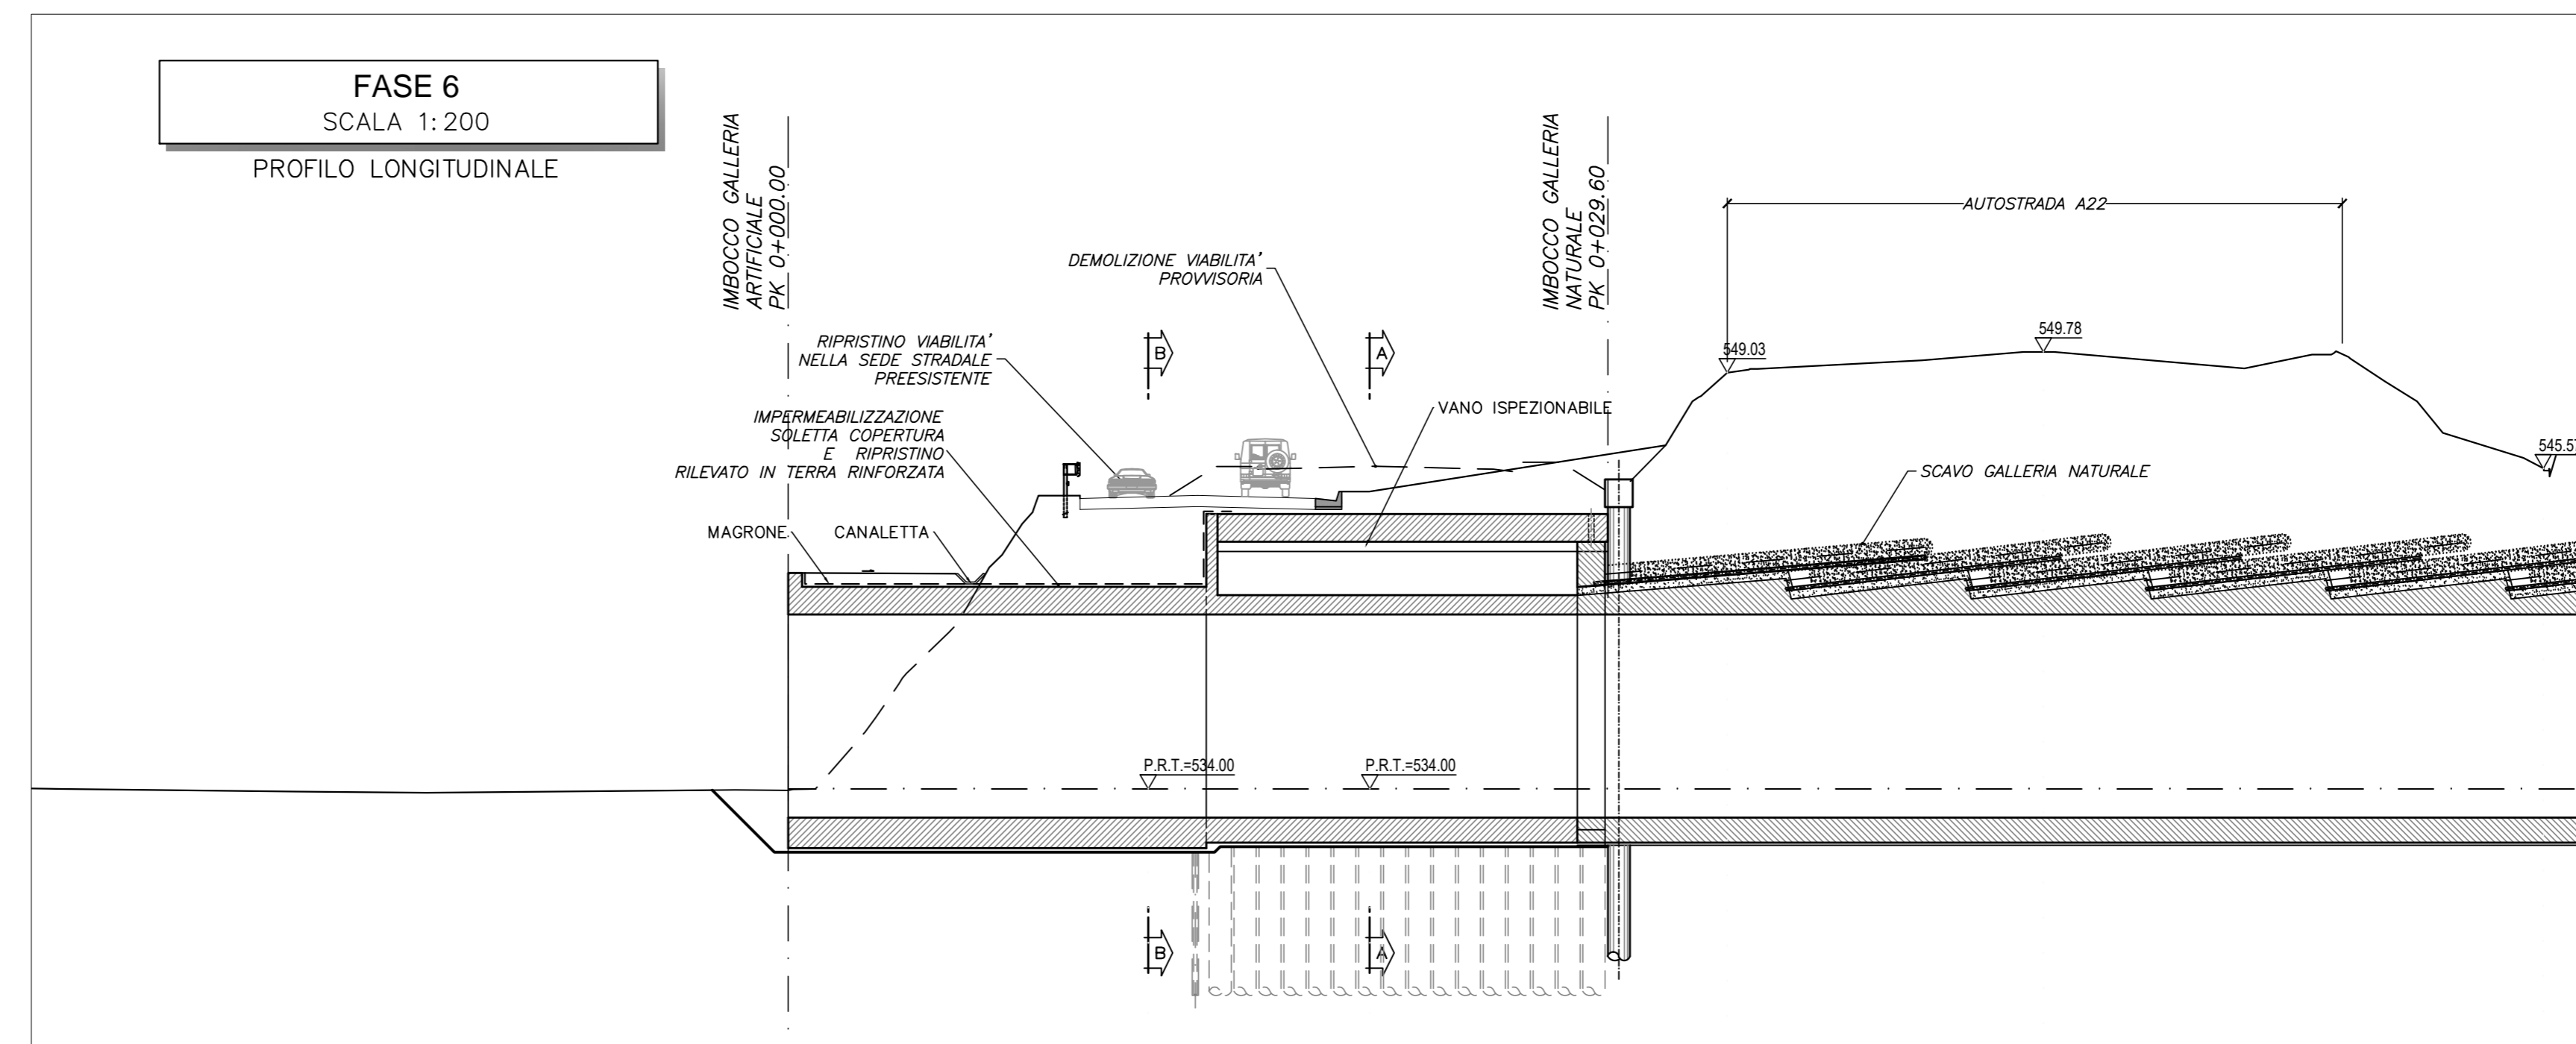 FASE 6
SCALA 1:200
PROFILO LONGITUDINALE
IMBOCCO GALLERIA
ARTIFICIALE
PK 0+000.00
IMBOCCO GALLERIA
NATURALE
PK 0+029.60
AUTOSTRADA A22
DEMOLIZIONE VIABILITA'
PROVVISORIA
RIPRISTINO VIABILITA'
NELLA SEDE STRADALE
PREESISTENTE
B
A
549.03
549.78
IMPERMEABILIZZAZIONE
SOLETTA COPERTURA
E RIPRISTINO
RILEVATO IN TERRA RINFORZATA
VANO ISPEZIONABILE
545.5
SCAVO GALLERIA NATURALE
MAGRONE
CANALETTA
P.R.T.=534.00
P.R.T.=534.00
B
A